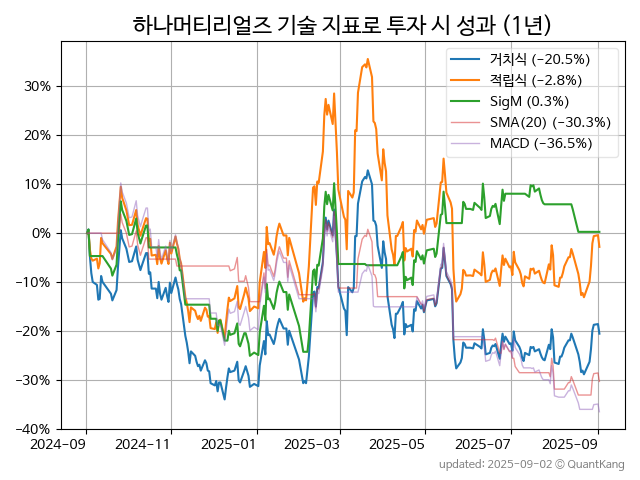 하나머티리얼즈 기술 지표로 투자 시 성과 (1년)
거치식 (−20.5%)
적립식 (−2.8%)
SigM (0.3%)
SMA(20) (−30.3%)
MACD (−36.5%)
30%
20%
10%
0%
−10%
−20%
−30%
−40%
2024-09 2024-11 2025-01 2025-03 2025-05 2025-07 2025-09
updated: 2025-09-02 © QuantKang